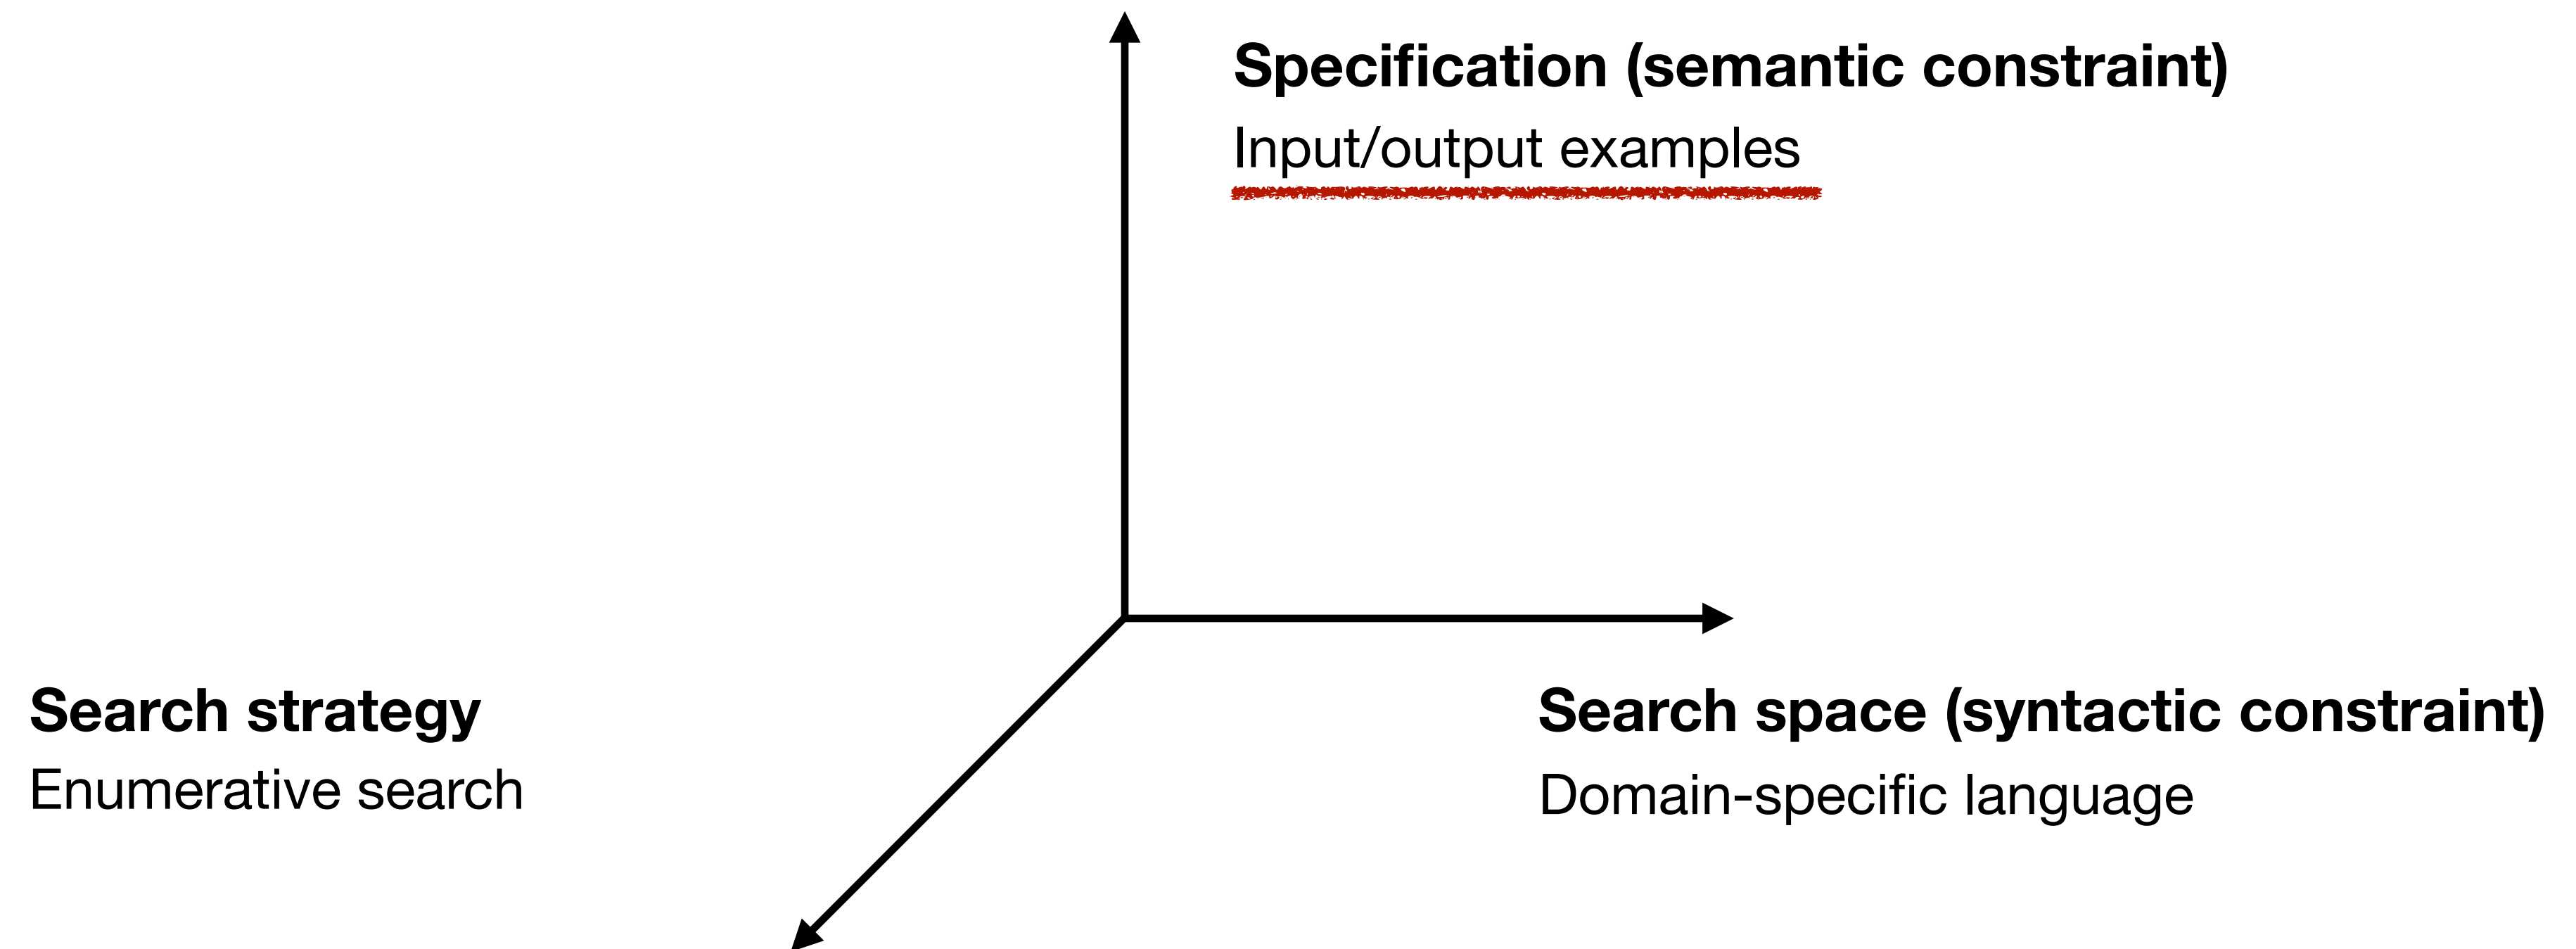 Specification (semantic constraint)
Input/output examples
Search strategy
Enumerative search
Search space (syntactic constraint)
Domain-specific language